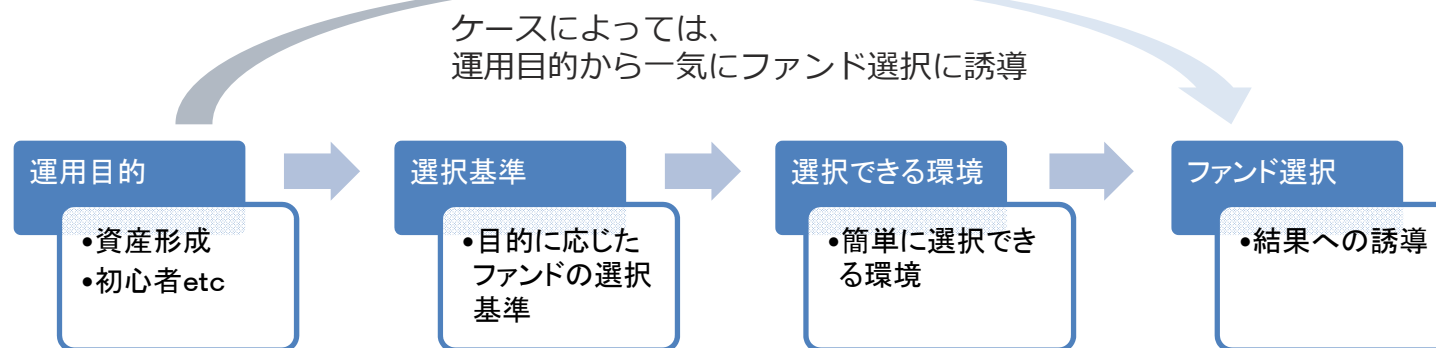 ケースによっては、
運用目的から一気にファンド選択に誘導
運用目的
•資産形成
•初心者etc
選択基準
•目的に応じた
ファンドの選択
基準
選択できる環境
•簡単に選択でき
る環境
ファンド選択
•結果への誘導